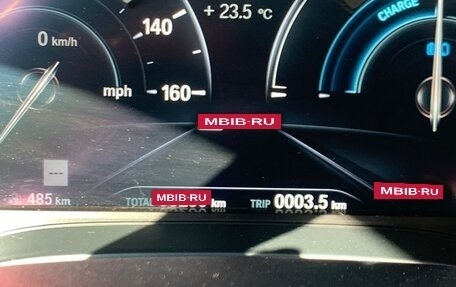 + 23.5 °C
CHARGE
0 km/h
140
mph
160
MBIB-RU
MBIB-RU
MBIB-RU
---
485 km
TOTAL km
TRIP 0003.5 km